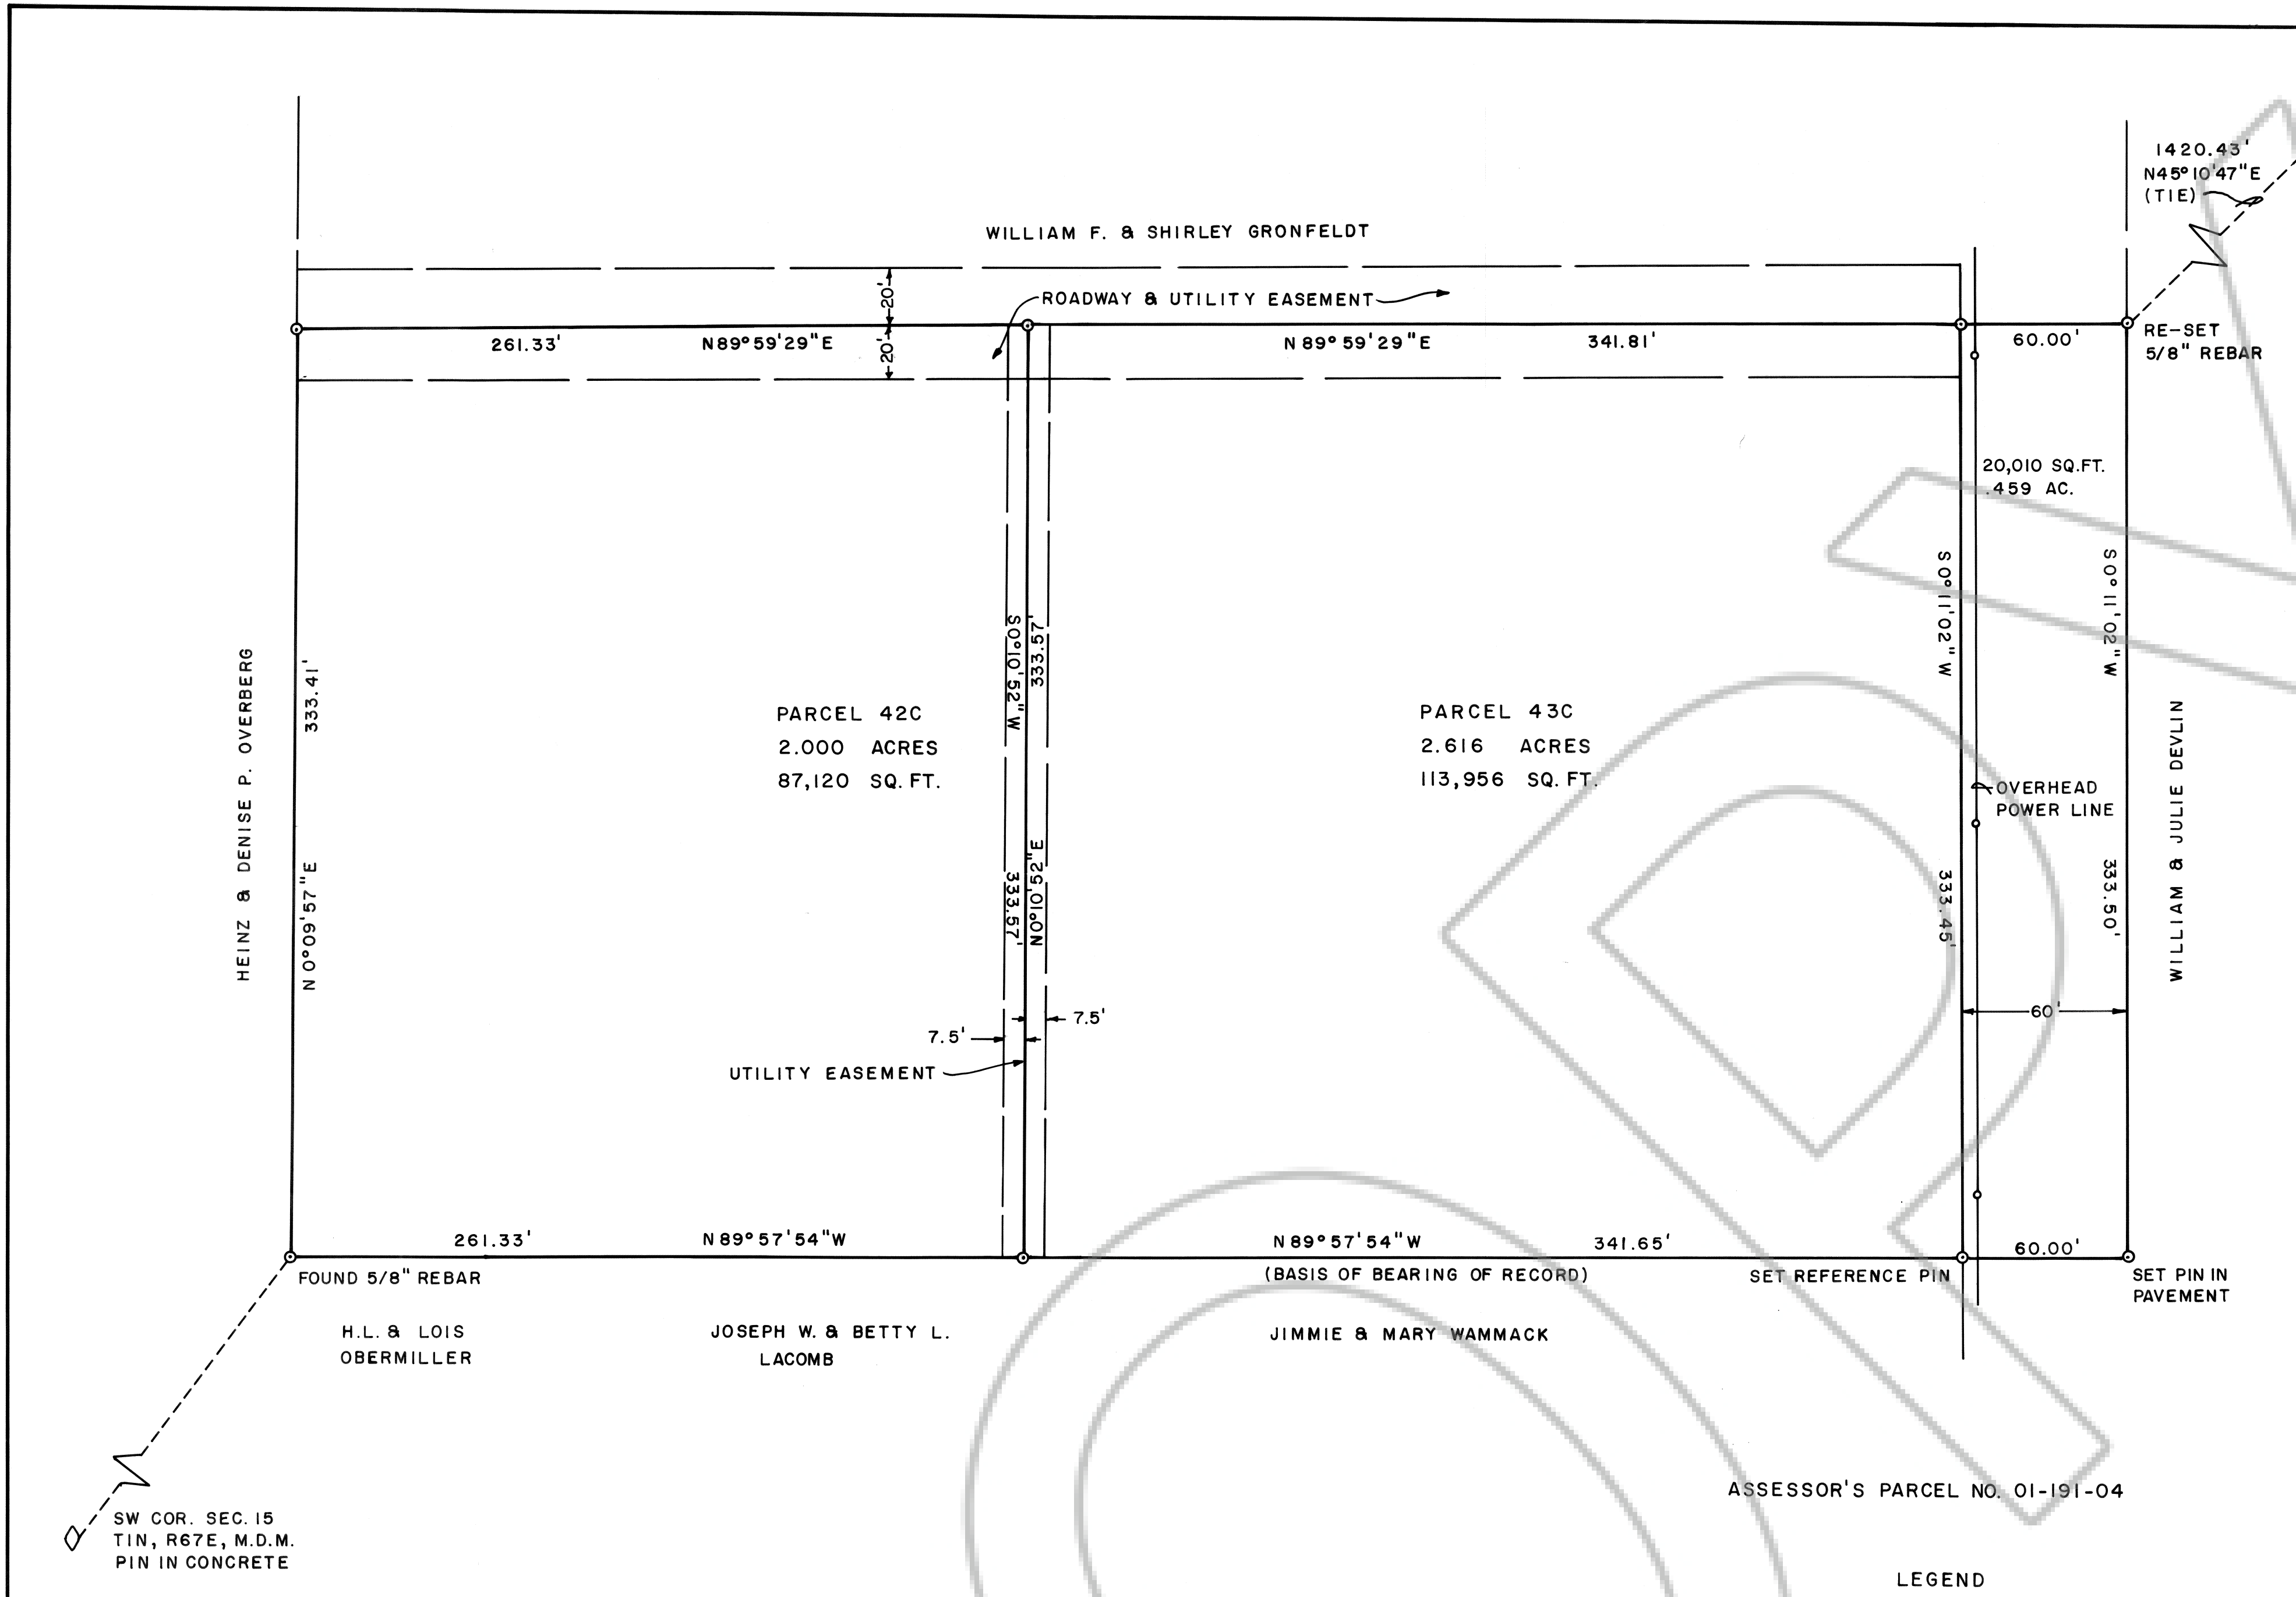 1420.43'
N45°10'47"E
(TIE)
WILLIAM F. & SHIRLEY GRONFELDT
20'
ROADWAY & UTILITY EASEMENT
261.33' N89°59'29"E
20'
N89°59'29"E 341.81'
60.00'
RE-SET
5/8" REBAR
20,010 SQ.FT.
.459 AC.
HEINZ & DENISE P. OVERBERG
N0°09'57"E 333.41'
PARCEL 42C
2.000 ACRES
87,120 SQ.FT.
S0°10'52"W 333.57'
N0°10'52"E 333.57'
PARCEL 43C
2.616 ACRES
113,956 SQ.FT.
S0°11'02"W 333.45'
OVERHEAD
POWER LINE
S0°11'02"W 333.50'
WILLIAM & JULIE DEVLIN
60'
7.5'
7.5'
UTILITY EASEMENT
261.33' N89°57'54"W
N89°57'54"W 341.65'
60.00'
FOUND 5/8" REBAR
(BASIS OF BEARING OF RECORD)
SET REFERENCE PIN
SET PIN IN
PAVEMENT
H.L. & LOIS
OBERMILLER
JOSEPH W. & BETTY L.
LACOMB
JIMMIE & MARY WAMMACK
ASSESSOR'S PARCEL NO. 01-191-04
SW COR. SEC. 15
T1N, R67E, M.D.M.
PIN IN CONCRETE
LEGEND